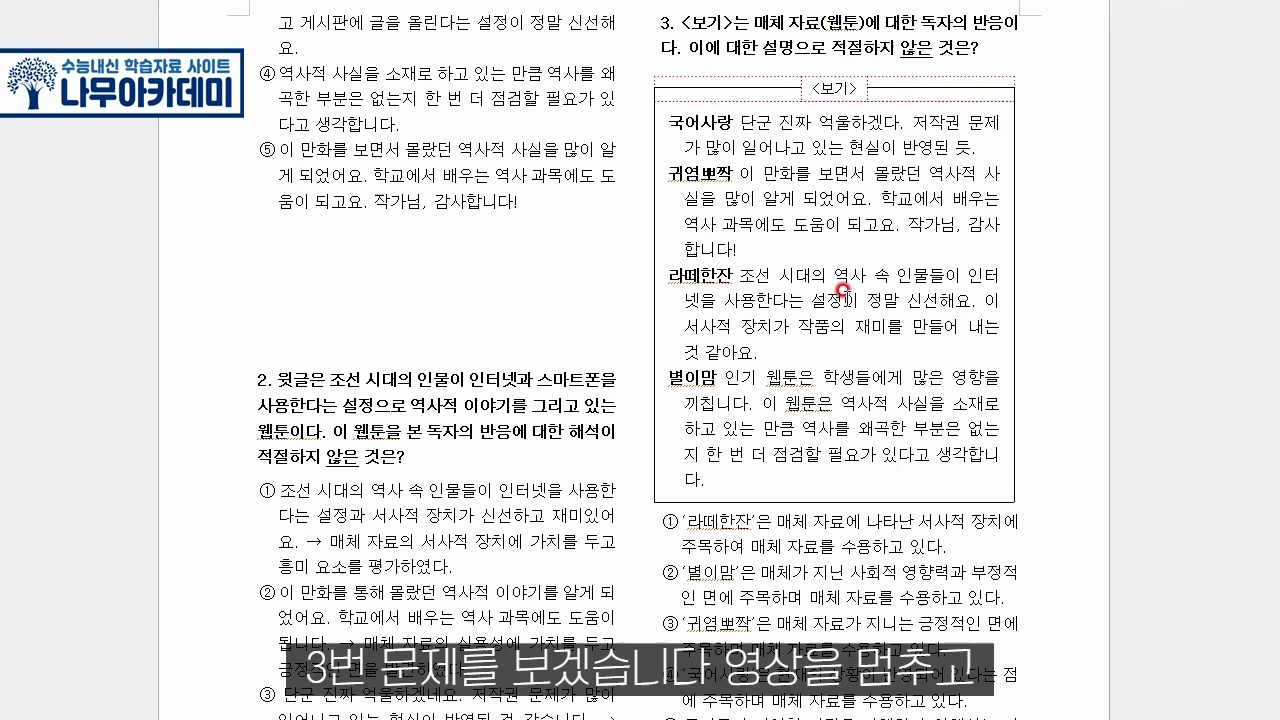 고 게시판에 글을 올린다는 설정이 정말 신선해
요.
④ 역사적 사실을 소재로 하고 있는 만큼 역사를 왜
곡한 부분은 없는지 한 번 더 점검할 필요가 있
다고 생각합니다.
⑤ 이 만화를 보면서 몰랐던 역사적 사실을 많이 알
게 되었어요. 학교에서 배우는 역사 과목에도 도
움이 되고요. 작가님, 감사합니다!
수능내신 학습자료 사이트
나무아카데미
2. 윗글은 조선 시대의 인물이 인터넷과 스마트폰을
사용한다는 설정으로 역사적 이야기를 그리고 있는
웹툰이다. 이 웹툰을 본 독자의 반응에 대한 해석이
적절하지 않은 것은?
① 조선 시대의 역사 속 인물들이 인터넷을 사용한
다는 설정과 서사적 장치가 신선하고 재미있어
요. → 매체 자료의 서사적 장치에 가치를 두고
흥미 요소를 평가하였다.
② 이 만화를 통해 몰랐던 역사적 이야기를 알게 되
었어요. 학교에서 배우는 역사 과목에도 도움이
됩니다. → 매체 자료의 실용성에 가치를 두고
③ 단군 진짜 억울하겠네요. 저작권 문제가 많이
일어나고 있는 현실이 반영된 것 같습니다. →
3. <보기>는 매체 자료(웹툰)에 대한 독자의 반응이
다. 이에 대한 설명으로 적절하지 않은 것은?
<보기>
국어사랑 단군 진짜 억울하겠다. 저작권 문제
가 많이 일어나고 있는 현실이 반영된 듯.
귀염뽀짝 이 만화를 보면서 몰랐던 역사적 사
실을 많이 알게 되었어요. 학교에서 배우는
역사 과목에도 도움이 되고요. 작가님, 감사
합니다!
라떼한잔 조선 시대의 역사 속 인물들이 인터
넷을 사용한다는 설정이 정말 신선해요. 이
서사적 장치가 작품의 재미를 만들어 내는
것 같아요.
별이맘 인기 웹툰은 학생들에게 많은 영향을
끼칩니다. 이 웹툰은 역사적 사실을 소재로
하고 있는 만큼 역사를 왜곡한 부분은 없는
지 한 번 더 점검할 필요가 있다고 생각합니
다.
① ‘라떼한잔’은 매체 자료에 나타난 서사적 장치에
주목하여 매체 자료를 수용하고 있다.
② ‘별이맘’은 매체가 지닌 사회적 영향력과 부정적
인 면에 주목하며 매체 자료를 수용하고 있다.
③ ‘귀염뽀짝’은 매체 자료가 지니는 긍정적인 면에
점
에 주목하며 매체 자료를 수용하고 있다.
3번 문제를 보겠습니다 영상을 멈추고